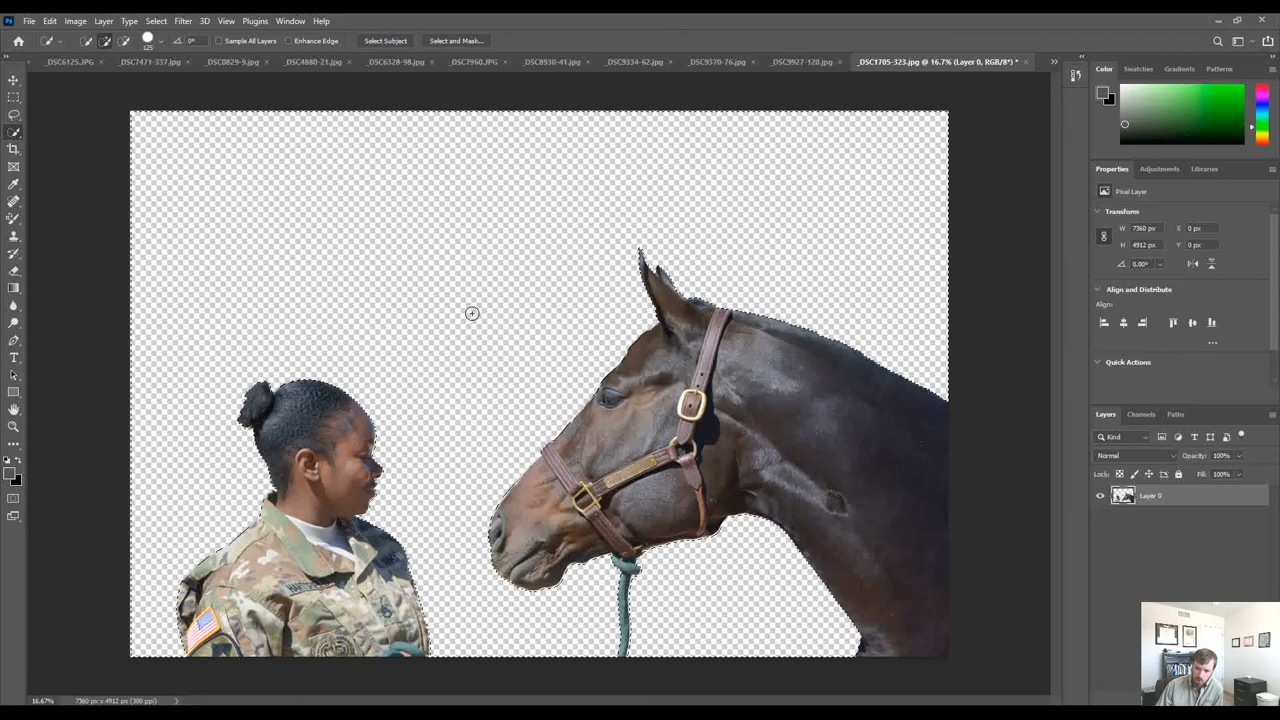 Ps File Edit Image Layer Type Select Filter 3D View Plugins Window Help
125 0° Sample All Layers Enhance Edge Select Subject Select and Mask...
_DSC6125.JPG _DSC7471-337.jpg _DSC0829-9.jpg _DSC4880-21.jpg _DSC6328-98.jpg _DSC7960.JPG _DSC8930-41.jpg _DSC9334-62.jpg _DSC9370-76.jpg _DSC9927-120.jpg _DSC1705-323.jpg @ 16.7% (Layer 0, RGB/8*) *
Color Swatches Gradients Patterns
Properties Adjustments Libraries
Pixel Layer
Transform
W 7360 px X 0 px
H 4912 px Y 0 px
0.00°
Align and Distribute
Align:
...
Quick Actions
Layers Channels Paths
Kind
Normal Opacity: 100%
Lock: Fill: 100%
Layer 0
16.67% 7360 px x 4912 px (300 ppi)